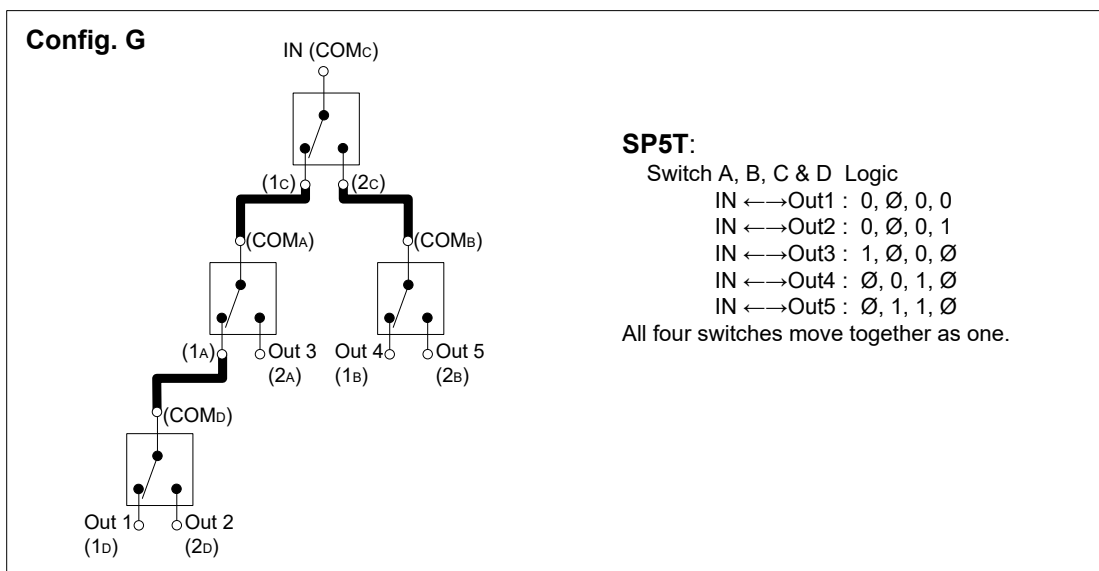 Config. G
IN (COMC)
(1C) (2C)
(COMA) (COMB)
(1A) Out 3 Out 4 Out 5
(2A) (1B) (2B)
(COMD)
Out 1 Out 2
(1D) (2D)
SP5T:
Switch A, B, C & D Logic
IN ←→Out1 : 0, Ø, 0, 0
IN ←→Out2 : 0, Ø, 0, 1
IN ←→Out3 : 1, Ø, 0, Ø
IN ←→Out4 : Ø, 0, 1, Ø
IN ←→Out5 : Ø, 1, 1, Ø
All four switches move together as one.